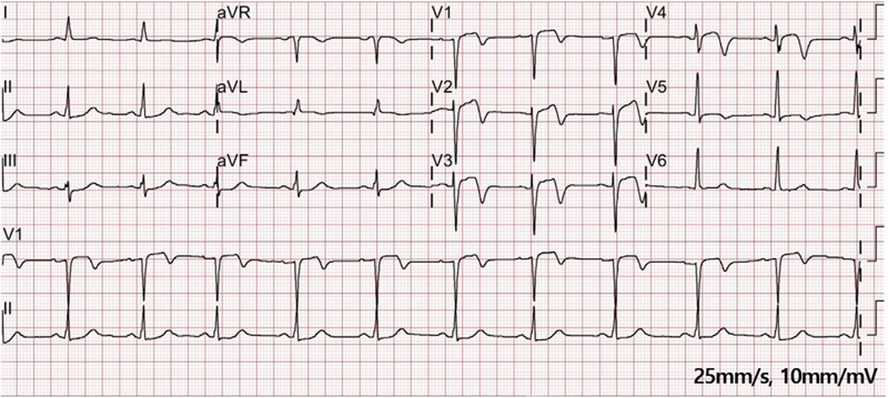 I aVR V1 V4
II aVL V2 V5
III aVF V3 V6
V1
II
25mm/s, 10mm/mV